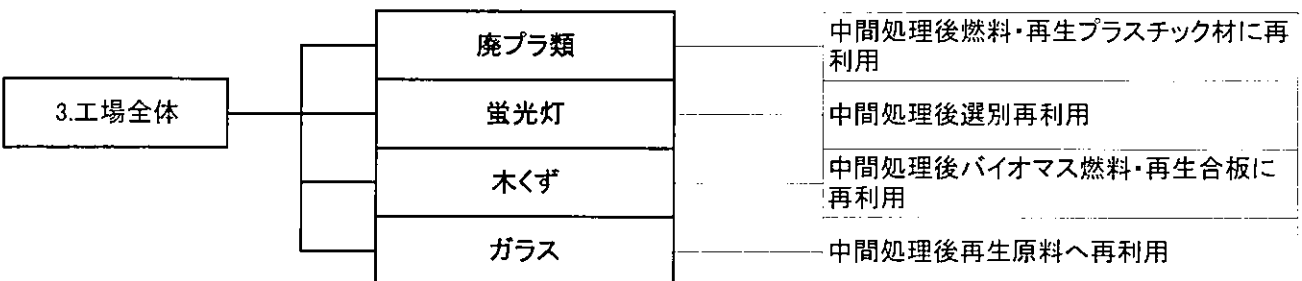 廃プラ類
中間処理後燃料・再生プラスチック材に再
利用
3.工場全体
蛍光灯
中間処理後選別再利用
木くず
中間処理後バイオマス燃料・再生合板に
再利用
ガラス
中間処理後再生原料へ再利用